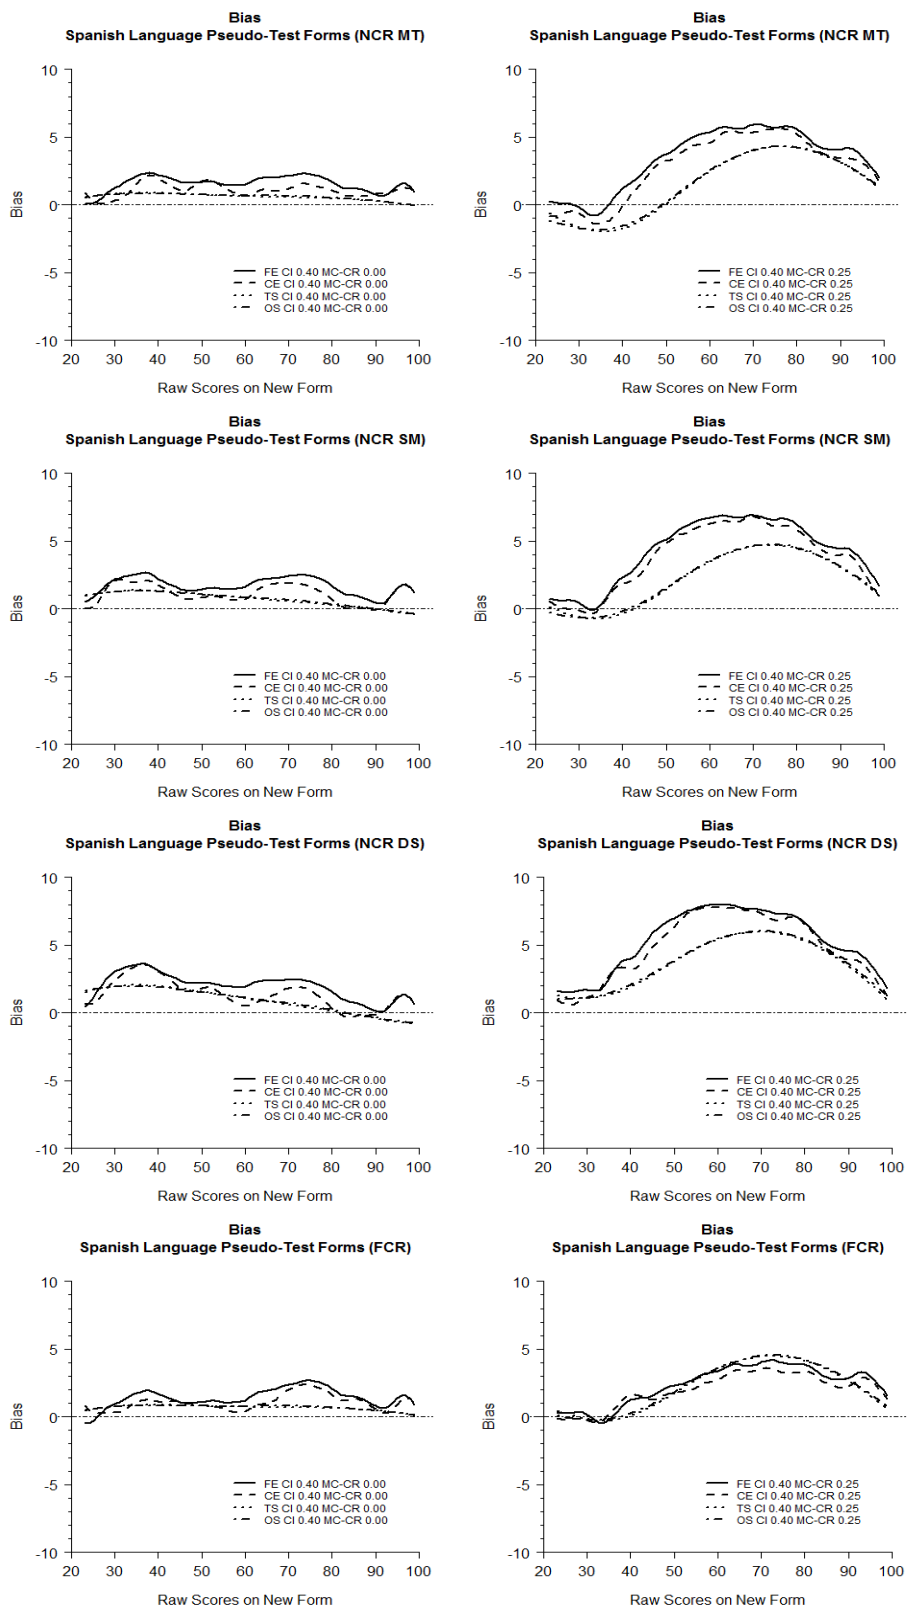 Bias
Spanish Language Pseudo-Test Forms (NCR MT)
10
5
0
-5
-10
Bias
FE CI 0.40 MC-CR 0.00
CE CI 0.40 MC-CR 0.00
TS CI 0.40 MC-CR 0.00
OS CI 0.40 MC-CR 0.00
20 30 40 50 60 70 80 90 100
Raw Scores on New Form
Bias
Spanish Language Pseudo-Test Forms (NCR MT)
10
5
0
-5
-10
Bias
FE CI 0.40 MC-CR 0.25
CE CI 0.40 MC-CR 0.25
TS CI 0.40 MC-CR 0.25
OS CI 0.40 MC-CR 0.25
20 30 40 50 60 70 80 90 100
Raw Scores on New Form
Bias
Spanish Language Pseudo-Test Forms (NCR SM)
10
5
0
-5
-10
Bias
FE CI 0.40 MC-CR 0.00
CE CI 0.40 MC-CR 0.00
TS CI 0.40 MC-CR 0.00
OS CI 0.40 MC-CR 0.00
20 30 40 50 60 70 80 90 100
Raw Scores on New Form
Bias
Spanish Language Pseudo-Test Forms (NCR SM)
10
5
0
-5
-10
Bias
FE CI 0.40 MC-CR 0.25
CE CI 0.40 MC-CR 0.25
TS CI 0.40 MC-CR 0.25
OS CI 0.40 MC-CR 0.25
20 30 40 50 60 70 80 90 100
Raw Scores on New Form
Bias
Spanish Language Pseudo-Test Forms (NCR DS)
10
5
0
-5
-10
Bias
FE CI 0.40 MC-CR 0.00
CE CI 0.40 MC-CR 0.00
TS CI 0.40 MC-CR 0.00
OS CI 0.40 MC-CR 0.00
20 30 40 50 60 70 80 90 100
Raw Scores on New Form
Bias
Spanish Language Pseudo-Test Forms (NCR DS)
10
5
0
-5
-10
Bias
FE CI 0.40 MC-CR 0.25
CE CI 0.40 MC-CR 0.25
TS CI 0.40 MC-CR 0.25
OS CI 0.40 MC-CR 0.25
20 30 40 50 60 70 80 90 100
Raw Scores on New Form
Bias
Spanish Language Pseudo-Test Forms (FCR)
10
5
0
-5
-10
Bias
FE CI 0.40 MC-CR 0.00
CE CI 0.40 MC-CR 0.00
TS CI 0.40 MC-CR 0.00
OS CI 0.40 MC-CR 0.00
20 30 40 50 60 70 80 90 100
Raw Scores on New Form
Bias
Spanish Language Pseudo-Test Forms (FCR)
10
5
0
-5
-10
Bias
FE CI 0.40 MC-CR 0.25
CE CI 0.40 MC-CR 0.25
TS CI 0.40 MC-CR 0.25
OS CI 0.40 MC-CR 0.25
20 30 40 50 60 70 80 90 100
Raw Scores on New Form